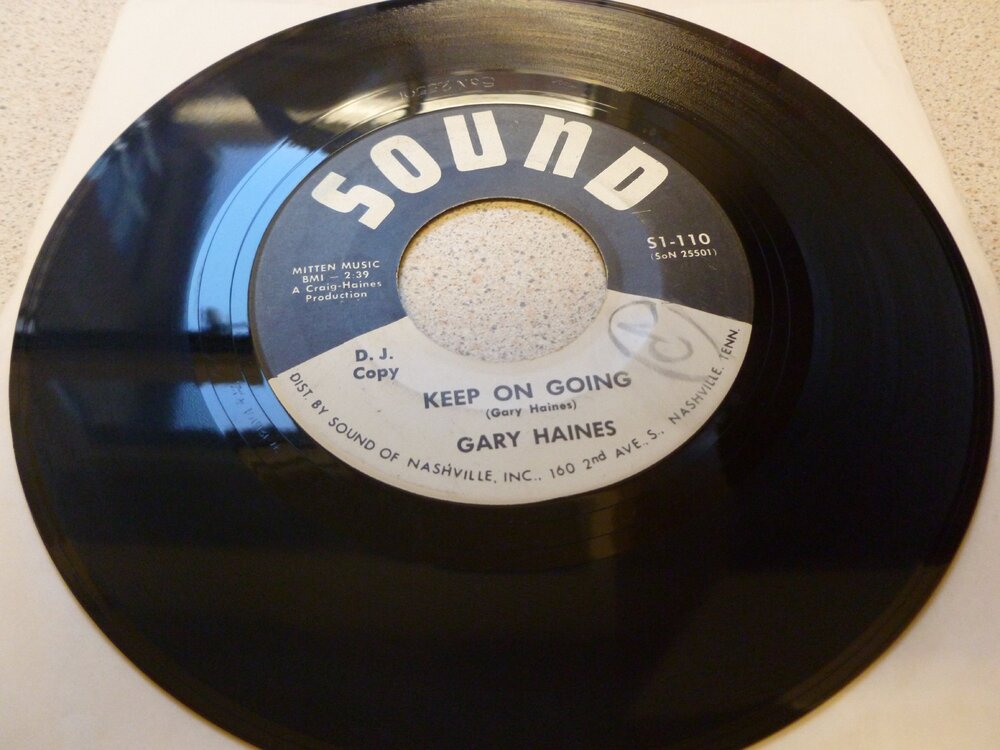 SOUND
S1-110
(SoN 25501)
MITTEN MUSIC
BMI — 2:39
A Craig-Haines
Production
D. J.
Copy
KEEP ON GOING
(Gary Haines)
GARY HAINES
DIST. BY SOUND OF NASHVILLE, INC., 160 2nd AVE., S., NASHVILLE, TENN.